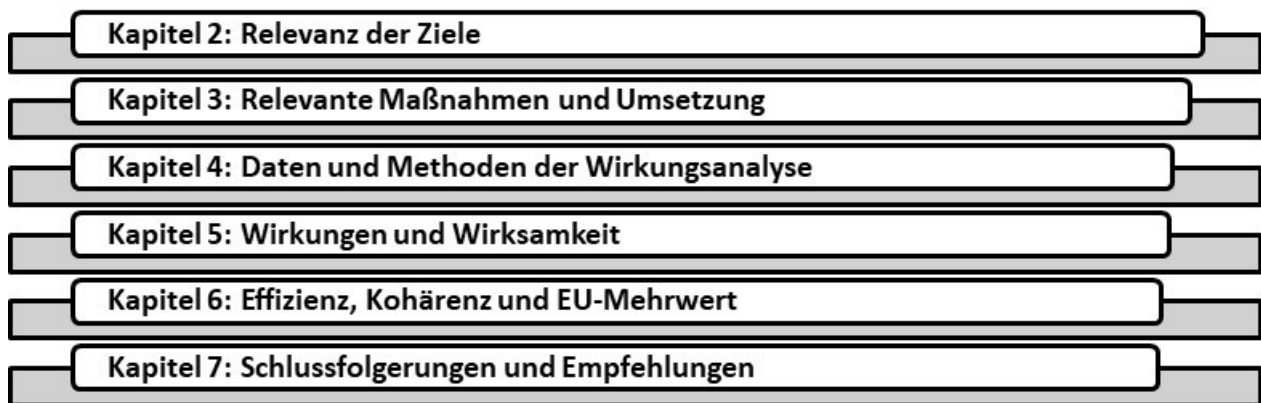 Kapitel 2: Relevanz der Ziele
Kapitel 3: Relevante Maßnahmen und Umsetzung
Kapitel 4: Daten und Methoden der Wirkungsanalyse
Kapitel 5: Wirkungen und Wirksamkeit
Kapitel 6: Effizienz, Kohärenz und EU-Mehrwert
Kapitel 7: Schlussfolgerungen und Empfehlungen